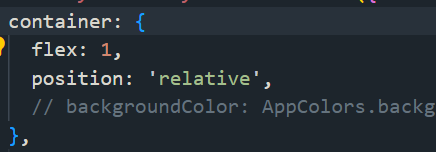 container: {
flex: 1,
position: 'relative',
// backgroundColor: AppColors.backg
},